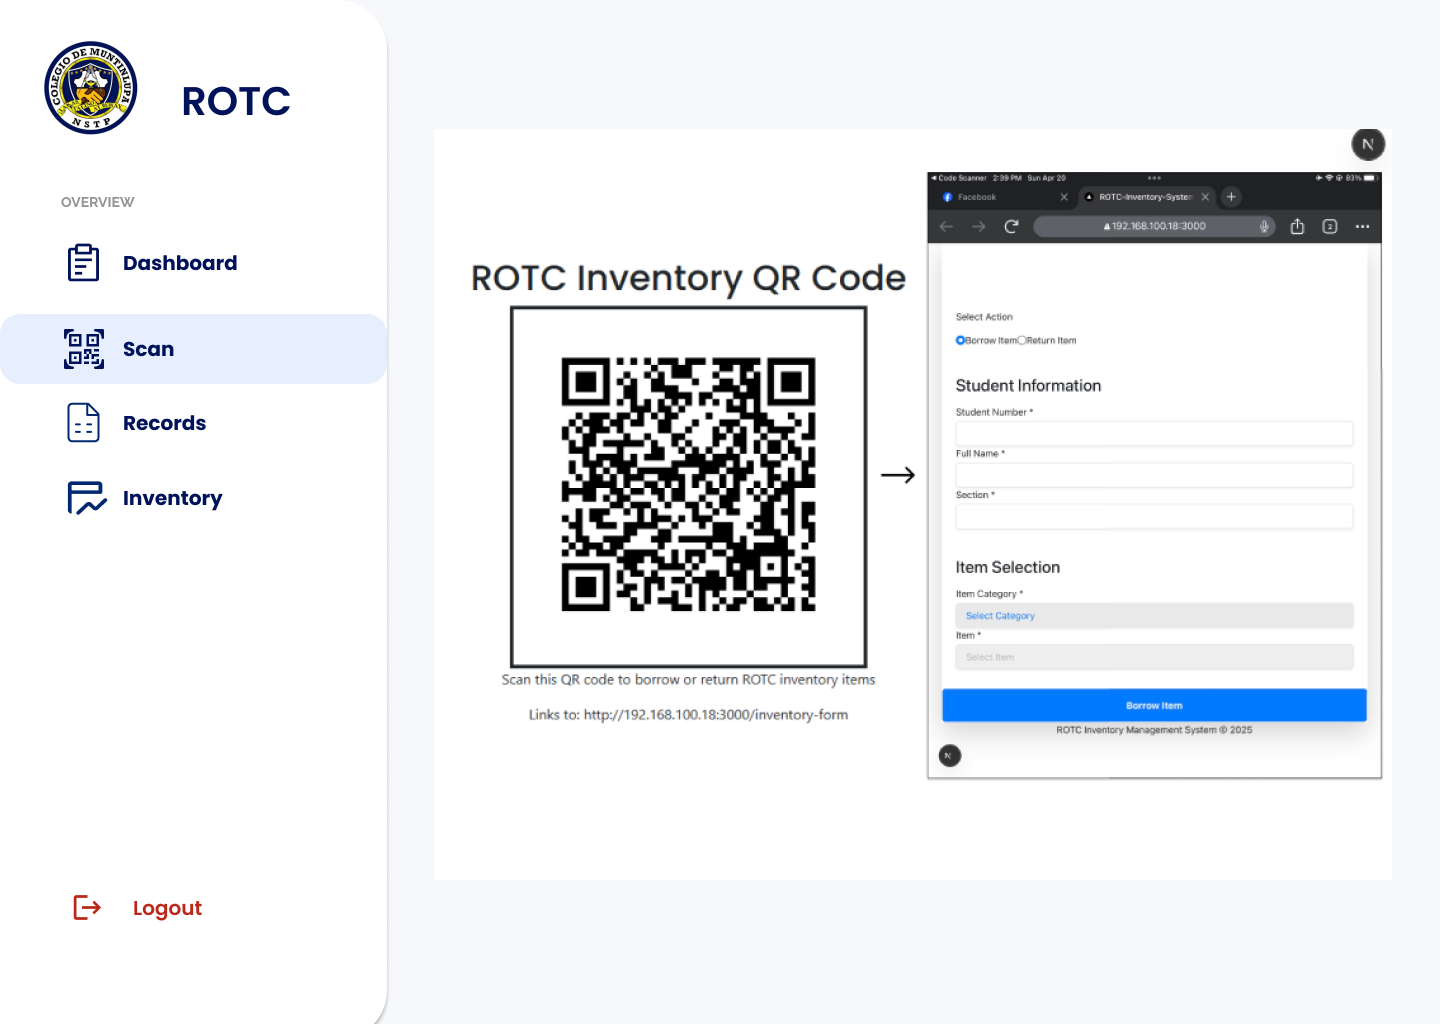 COLEGIO DE MUNTINLUPA
NSTP
ROTC
OVERVIEW
Dashboard
Scan
Records
Inventory
Logout
ROTC Inventory QR Code
Scan this QR code to borrow or return ROTC inventory items
Links to: http://192.168.100.18:3000/inventory-form
N
Code Scanner 2:39 PM Sun Apr 20
83%
Facebook
ROTC-Inventory-System
192.168.100.18:3000
2
Select Action
Borrow Item Return Item
Student Information
Student Number *
Full Name *
Section *
Item Selection
Item Category *
Select Category
Item *
Select Item
Borrow Item
ROTC Inventory Management System © 2025
N